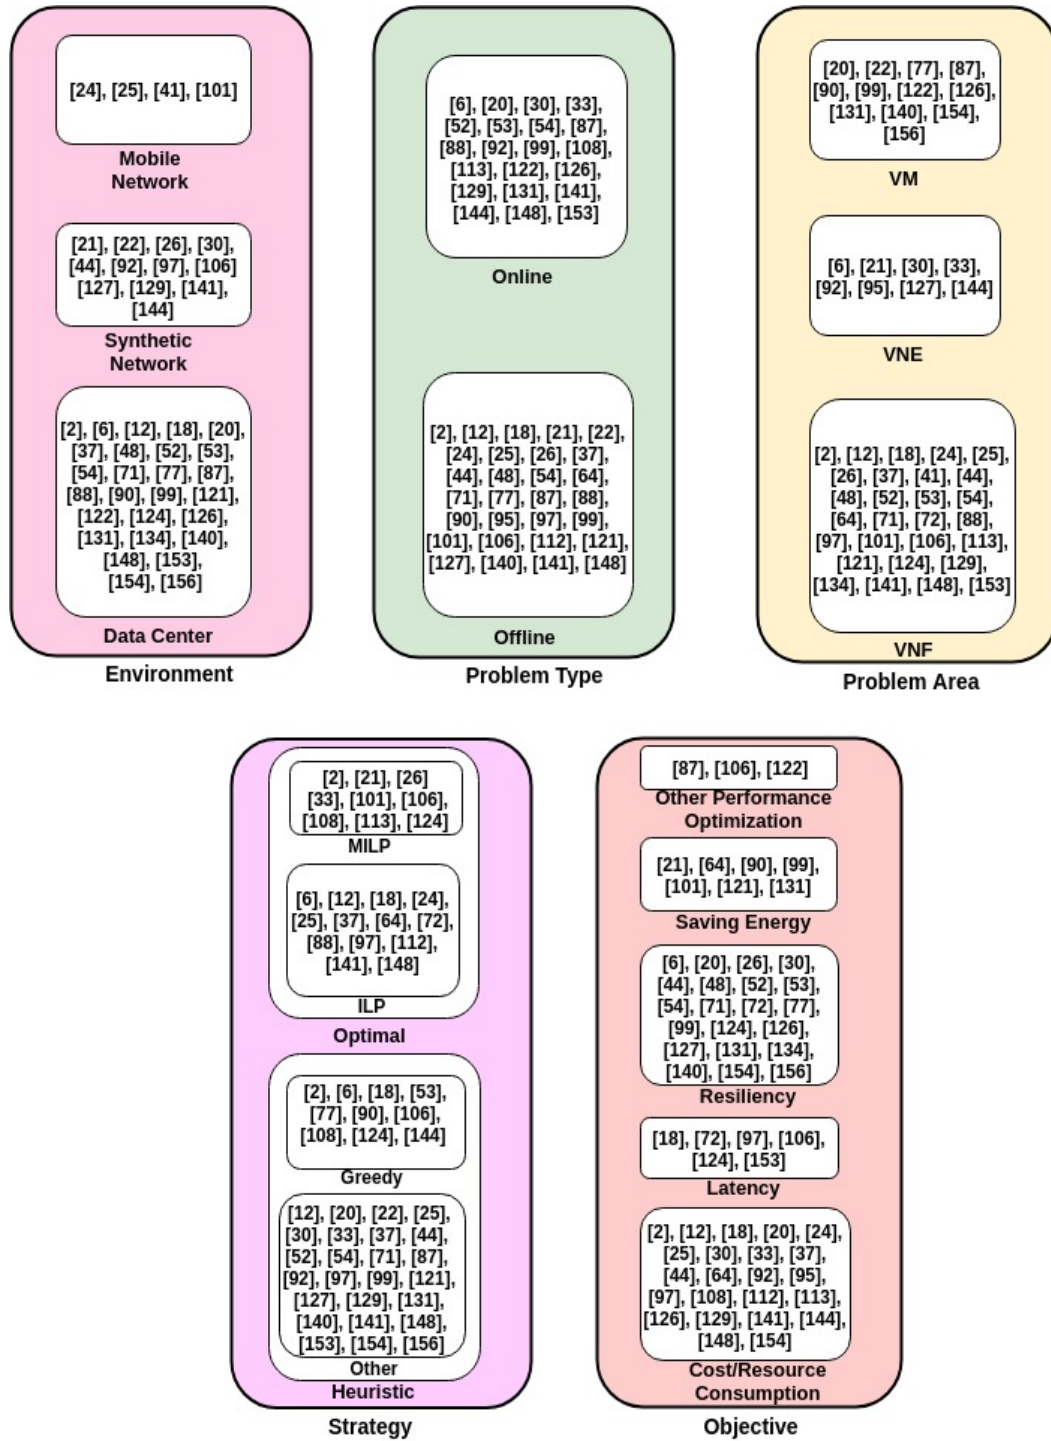 [24], [25], [41], [101]
Mobile
Network
[21], [22], [26], [30],
[44], [92], [97], [106]
[127], [129], [141],
[144]
Synthetic
Network
[2], [6], [12], [18], [20],
[37], [48], [52], [53],
[54], [71], [77], [87],
[88], [90], [99], [121],
[122], [124], [126],
[131], [134], [140],
[148], [153],
[154], [156]
Data Center
Environment
[6], [20], [30], [33],
[52], [53], [54], [87],
[88], [92], [99], [108],
[113], [122], [126],
[129], [131], [141],
[144], [148], [153]
Online
[2], [12], [18], [21], [22],
[24], [25], [26], [37],
[44], [48], [54], [64],
[71], [77], [87], [88],
[90], [95], [97], [99],
[101], [106], [112], [121],
[127], [140], [141], [148]
Offline
Problem Type
[20], [22], [77], [87],
[90], [99], [122], [126],
[131], [140], [154],
[156]
VM
[6], [21], [30], [33],
[92], [95], [127], [144]
VNE
[2], [12], [18], [24], [25],
[26], [37], [41], [44],
[48], [52], [53], [54],
[64], [71], [72], [88],
[97], [101], [106], [113],
[121], [124], [129],
[134], [141], [148], [153]
VNF
Problem Area
[2], [21], [26]
[33], [101], [106],
[108], [113], [124]
MILP
[6], [12], [18], [24],
[25], [37], [64], [72],
[88], [97], [112],
[141], [148]
ILP
Optimal
[2], [6], [18], [53],
[77], [90], [106],
[108], [124], [144]
Greedy
[12], [20], [22], [25],
[30], [33], [37], [44],
[52], [54], [71], [87],
[92], [97], [99], [121],
[127], [129], [131],
[140], [141], [148],
[153], [154], [156]
Other
Heuristic
Strategy
[87], [106], [122]
Other Performance
Optimization
[21], [64], [90], [99],
[101], [121], [131]
Saving Energy
[6], [20], [26], [30],
[44], [48], [52], [53],
[54], [71], [72], [77],
[99], [124], [126],
[127], [131], [134],
[140], [154], [156]
Resiliency
[18], [72], [97], [106],
[124], [153]
Latency
[2], [12], [18], [20], [24],
[25], [30], [33], [37],
[44], [64], [92], [95],
[97], [108], [112], [113],
[126], [129], [141], [144],
[148], [154]
Cost/Resource
Consumption
Objective